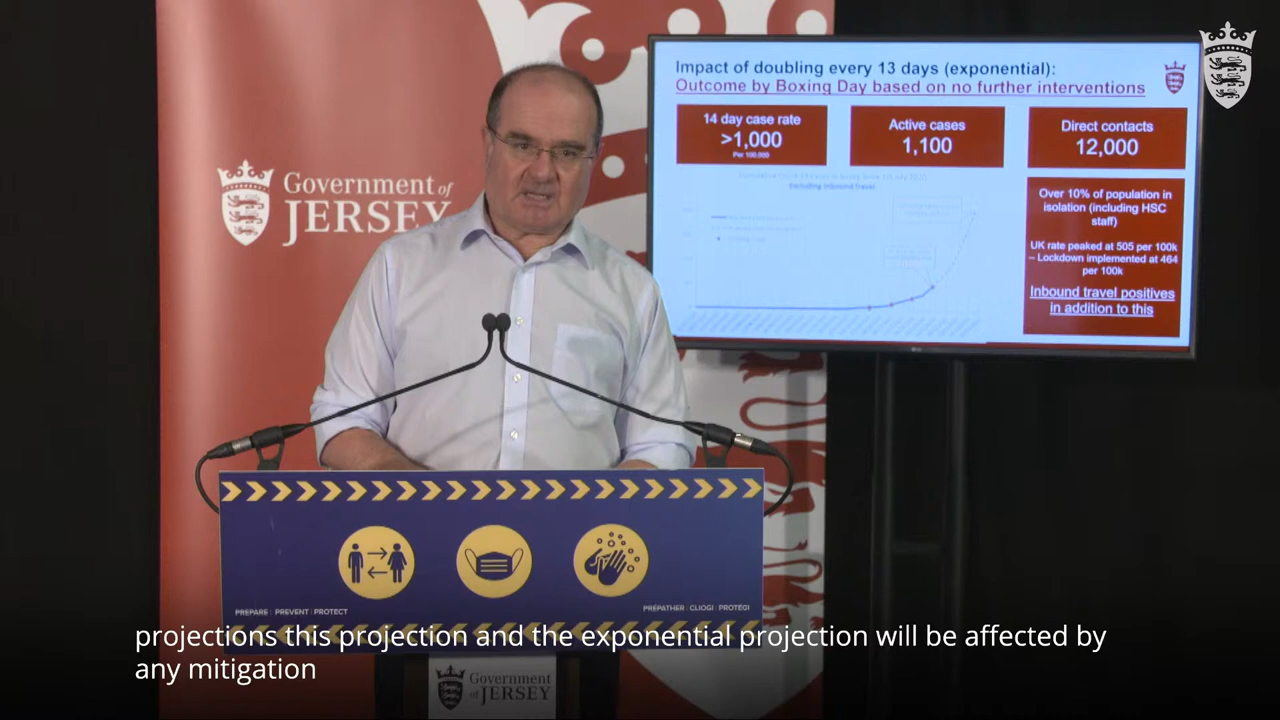 Impact of doubling every 13 days (exponential):
Outcome by Boxing Day based on no further interventions
14 day case rate
>1,000
Per 100,000
Active cases
1,100
Direct contacts
12,000
Excluding Inbound Travel
Over 10% of population in
isolation (including HSC
staff)
UK rate peaked at 505 per 100k
– Lockdown implemented at 464
per 100k
Inbound travel positives
in addition to this
Government of
JERSEY
PREPARE PREVENT PROTECT
PRÉPATHER CLIOGI PROTÉGI
projections this projection and the exponential projection will be affected by
any mitigation
Government
of JERSEY